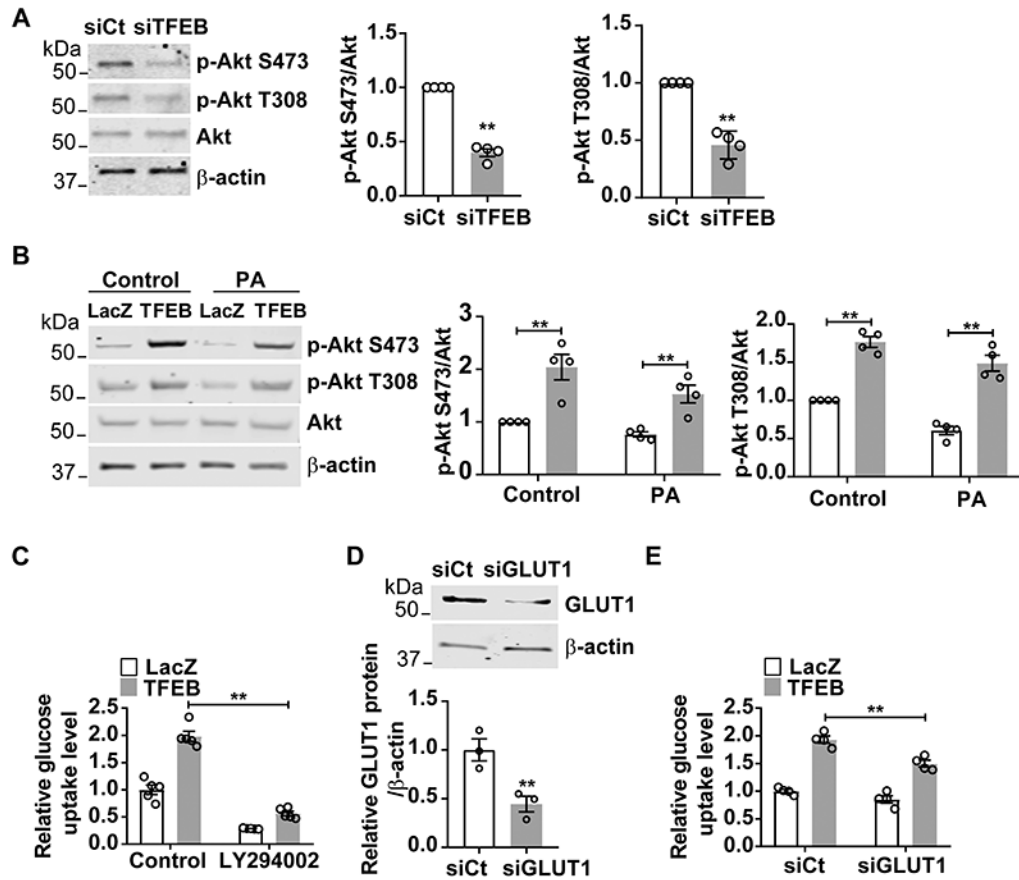 A
siCt siTFEB
kDa
50
p-Akt S473
50
p-Akt T308
50
Akt
37
β-actin
p-Akt S473/Akt
1.5
1.0
0.5
0.0
**
siCt siTFEB
p-Akt T308/Akt
1.5
1.0
0.5
0.0
**
siCt siTFEB
B
Control PA
LacZ TFEB LacZ TFEB
kDa
50
p-Akt S473
50
p-Akt T308
50
Akt
37
β-actin
p-Akt S473/Akt
3
2
1
0
** **
Control PA
p-Akt T308/Akt
2.0
1.5
1.0
0.5
0.0
** **
Control PA
C
LacZ
TFEB
Relative glucose
uptake level
2.5
2.0
1.5
1.0
0.5
0.0
**
Control LY294002
D
siCt siGLUT1
kDa
50
GLUT1
37
β-actin
Relative GLUT1 protein
/β-actin
1.5
1.0
0.5
0.0
**
siCt siGLUT1
E
LacZ
TFEB
Relative glucose
uptake level
2.5
2.0
1.5
1.0
0.5
0.0
**
siCt siGLUT1